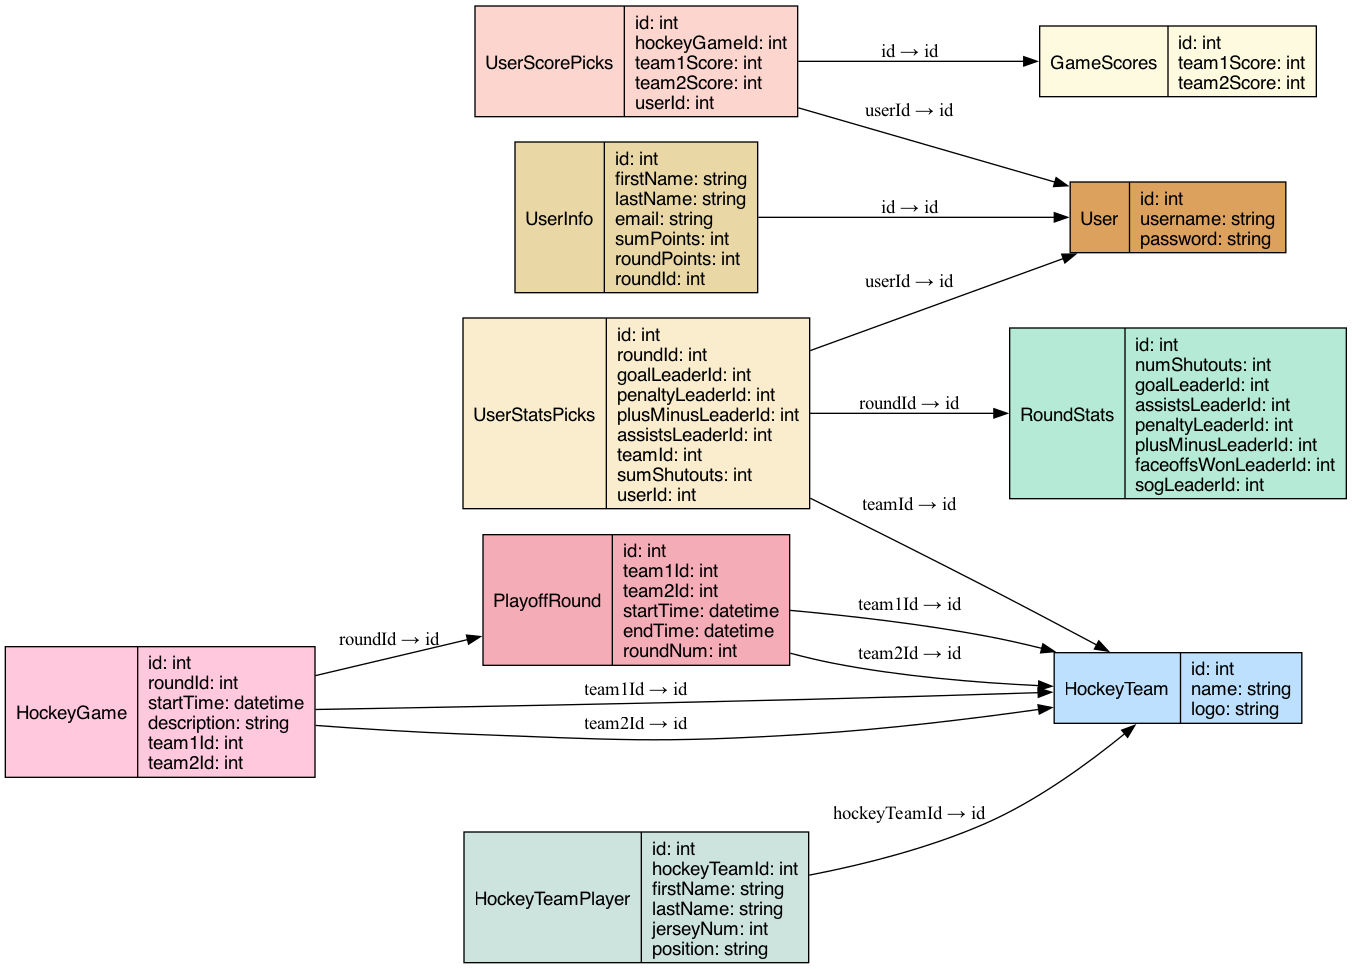 UserScorePicks
id: int
hockeyGameId: int
team1Score: int
team2Score: int
userId: int
id → id
GameScores
id: int
team1Score: int
team2Score: int
userId → id
UserInfo
id: int
firstName: string
lastName: string
email: string
sumPoints: int
roundPoints: int
roundId: int
id → id
User
id: int
username: string
password: string
userId → id
UserStatsPicks
id: int
roundId: int
goalLeaderId: int
penaltyLeaderId: int
plusMinusLeaderId: int
assistsLeaderId: int
teamId: int
sumShutouts: int
userId: int
roundId → id
RoundStats
id: int
numShutouts: int
goalLeaderId: int
assistsLeaderId: int
penaltyLeaderId: int
plusMinusLeaderId: int
faceoffsWonLeaderId: int
sogLeaderId: int
teamId → id
PlayoffRound
id: int
team1Id: int
team2Id: int
startTime: datetime
endTime: datetime
roundNum: int
team1Id → id
team2Id → id
roundId → id
HockeyGame
id: int
roundId: int
startTime: datetime
description: string
team1Id: int
team2Id: int
team1Id → id
team2Id → id
HockeyTeam
id: int
name: string
logo: string
hockeyTeamId → id
HockeyTeamPlayer
id: int
hockeyTeamId: int
firstName: string
lastName: string
jerseyNum: int
position: string